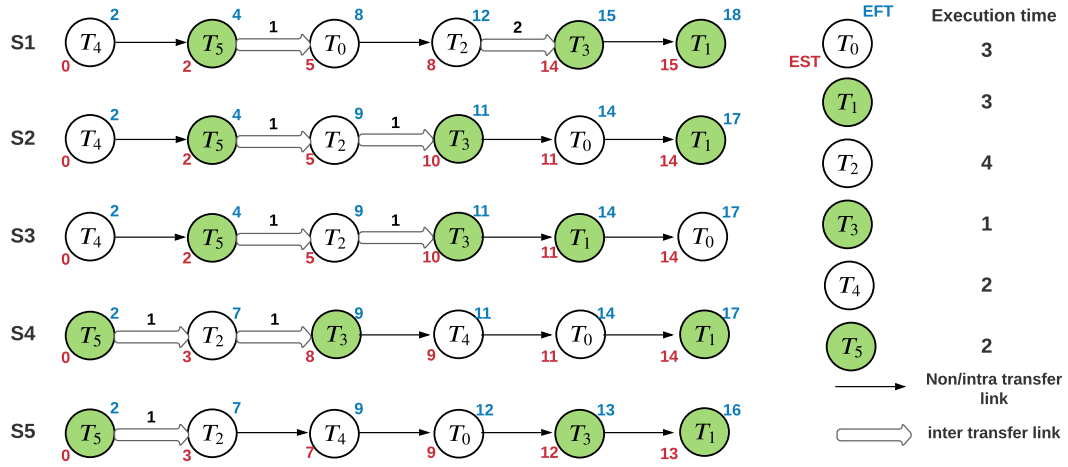 EFT
Execution time
S1
2
T4
0
4
T5
2
1
8
T0
5
12
T2
8
2
15
T3
14
18
T1
15
EST
T0
3
T1
3
S2
2
T4
0
4
T5
2
1
9
T2
5
1
11
T3
10
14
T0
11
17
T1
14
T2
4
S3
2
T4
0
4
T5
2
1
9
T2
5
1
11
T3
10
14
T1
11
17
T0
14
T3
1
T4
2
S4
2
T5
0
1
7
T2
3
1
9
T3
8
11
T4
9
14
T0
11
17
T1
14
T5
2
Non/intra transfer
link
S5
2
T5
0
1
7
T2
3
9
T4
7
12
T0
9
13
T3
12
16
T1
13
inter transfer link